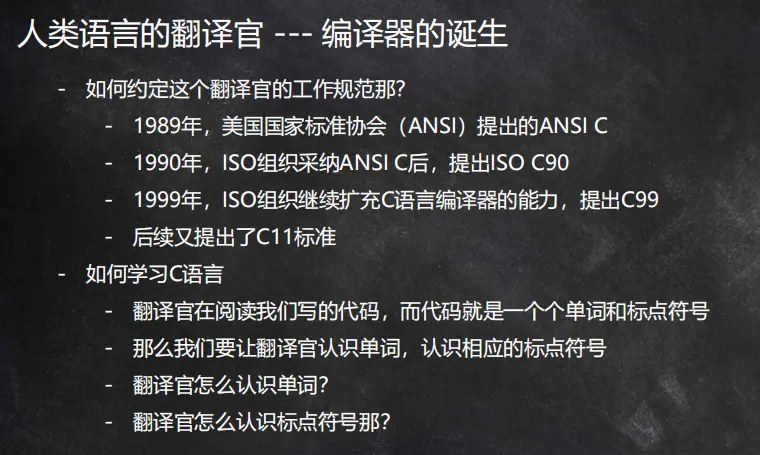 人类语言的翻译官 --- 编译器的诞生
- 如何约定这个翻译官的工作规范那?
- 1989年，美国国家标准协会（ANSI）提出的ANSI C
- 1990年，ISO组织采纳ANSI C后，提出ISO C90
- 1999年，ISO组织继续扩充C语言编译器的能力，提出C99
- 后续又提出了C11标准
- 如何学习C语言
- 翻译官在阅读我们写的代码，而代码就是一个个单词和标点符号
- 那么我们要让翻译官认识单词，认识相应的标点符号
- 翻译官怎么认识单词?
- 翻译官怎么认识标点符号那?